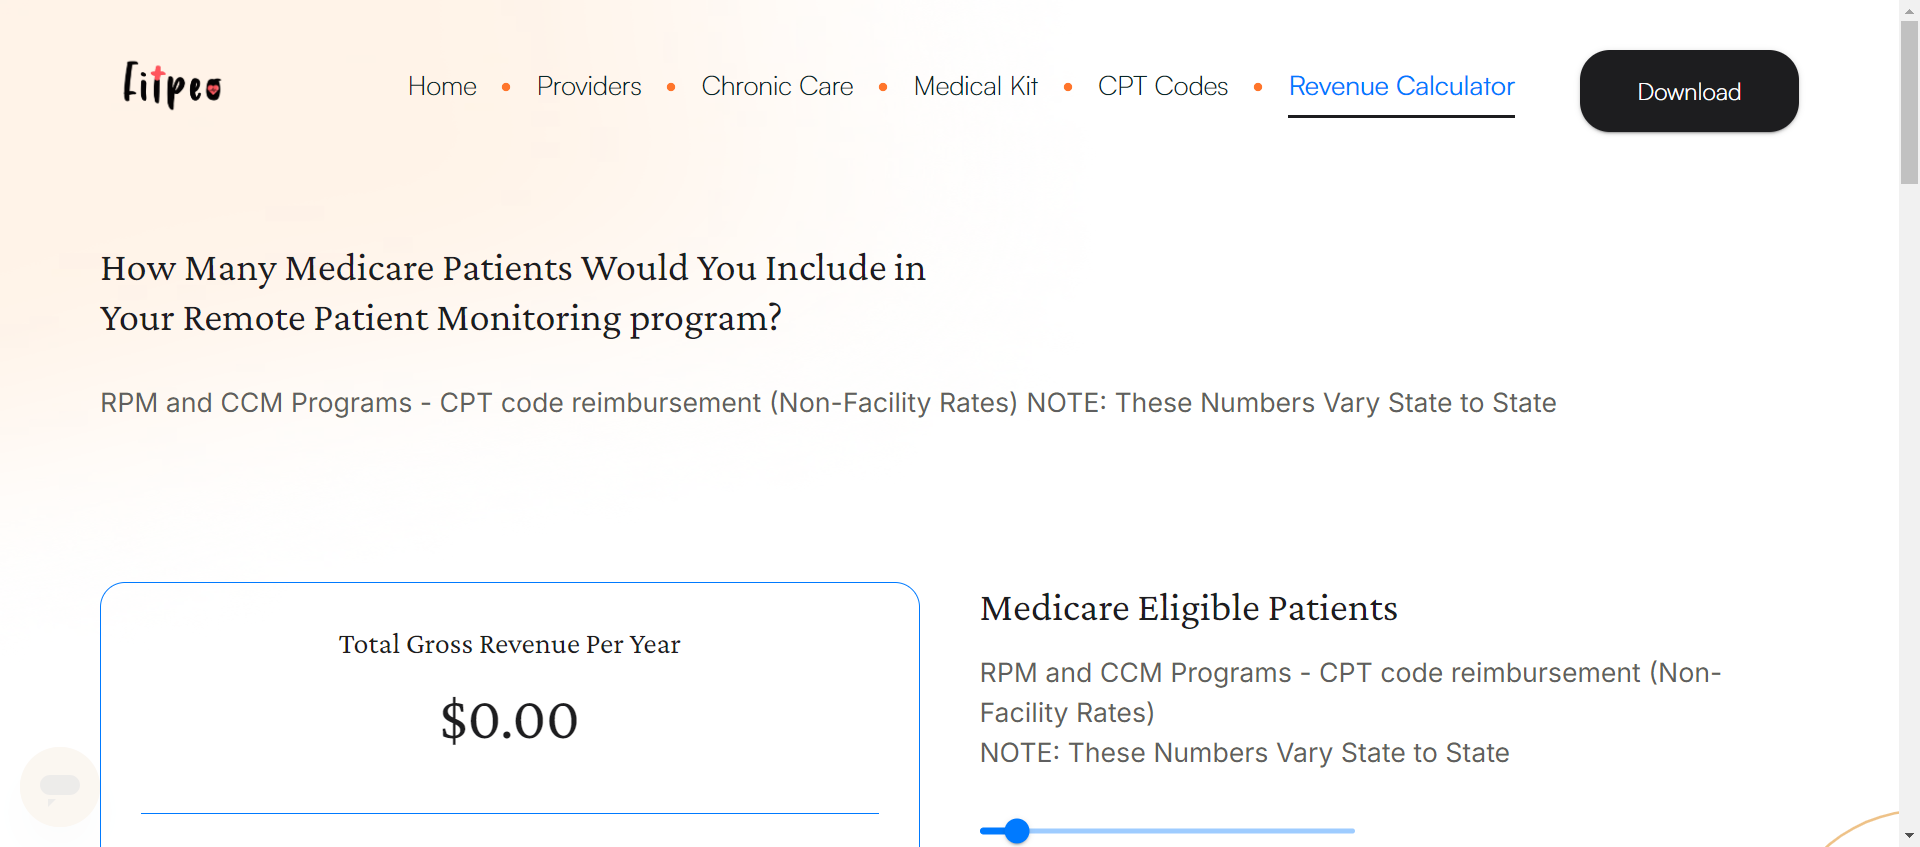 Fitpeo
Home
Providers
Chronic Care
Medical Kit
CPT Codes
Revenue Calculator
Download
How Many Medicare Patients Would You Include in
Your Remote Patient Monitoring program?
RPM and CCM Programs - CPT code reimbursement (Non-Facility Rates) NOTE: These Numbers Vary State to State
Total Gross Revenue Per Year
$0.00
Medicare Eligible Patients
RPM and CCM Programs - CPT code reimbursement (Non-
Facility Rates)
NOTE: These Numbers Vary State to State